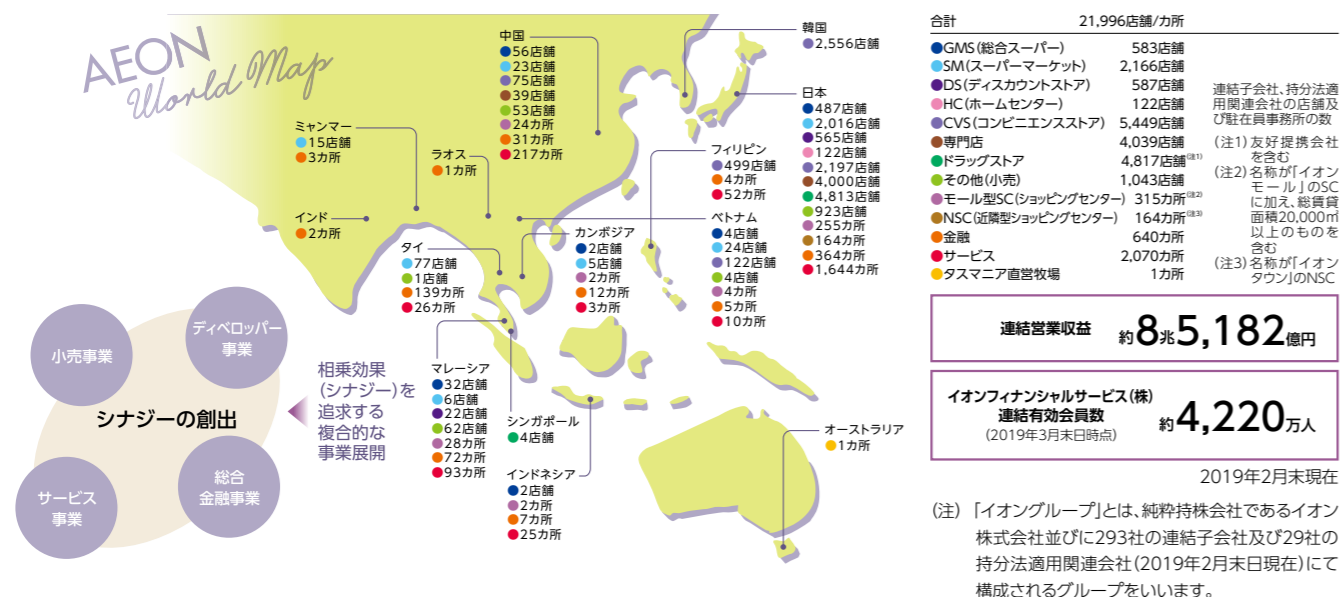 AEON
World Map
中国
●56店舗
●23店舗
●75店舗
●39店舗
●53店舗
●24カ所
●31カ所
●217カ所
韓国
●2,556店舗
日本
●487店舗
●2,016店舗
●565店舗
●122店舗
●2,197店舗
●4,000店舗
●4,813店舗
●923店舗
●255カ所
●164カ所
●364カ所
●1,644カ所
ミャンマー
●15店舗
●3カ所
ラオス
●1カ所
インド
●2カ所
フィリピン
●499店舗
●4カ所
●52カ所
タイ
●77店舗
●1店舗
●139カ所
●26カ所
カンボジア
●2店舗
●5店舗
●2カ所
●12カ所
●3カ所
ベトナム
●4店舗
●24店舗
●122店舗
●4店舗
●4カ所
●5カ所
●10カ所
マレーシア
●32店舗
●6店舗
●22店舗
●62店舗
●28カ所
●72カ所
●93カ所
シンガポール
●4店舗
インドネシア
●2店舗
●2カ所
●7カ所
●25カ所
オーストラリア
●1カ所
小売事業
ディベロッパー
事業
シナジーの創出
サービス
事業
総合
金融事業
相乗効果
(シナジー)を
追求する
複合的な
事業展開
合計 21,996店舗/カ所
●GMS(総合スーパー) 583店舗
●SM(スーパーマーケット) 2,166店舗
●DS(ディスカウントストア) 587店舗
●HC(ホームセンター) 122店舗
●CVS(コンビニエンスストア) 5,449店舗
●専門店 4,039店舗
●ドラッグストア 4,817店舗(注1)
●その他(小売) 1,043店舗
●モール型SC(ショッピングセンター) 315カ所(注2)
●NSC(近隣型ショッピングセンター) 164カ所(注3)
●金融 640カ所
●サービス 2,070カ所
●タスマニア直営牧場 1カ所
連結子会社、持分法適
用関連会社の店舗及
び駐在員事務所の数
(注1)友好提携会社
を含む
(注2)名称が「イオン
モール」のSC
に加え、総賃貸
面積20,000㎡
以上のものを
含む
(注3)名称が「イオン
タウン」のNSC
連結営業収益 約8兆5,182億円
イオンフィナンシャルサービス(株)
連結有効会員数
(2019年3月末日時点)
約4,220万人
2019年2月末現在
(注) 「イオングループ」とは、純粋持株会社であるイオン
株式会社並びに293社の連結子会社及び29社の
持分法適用関連会社(2019年2月末日現在)にて
構成されるグループをいいます。